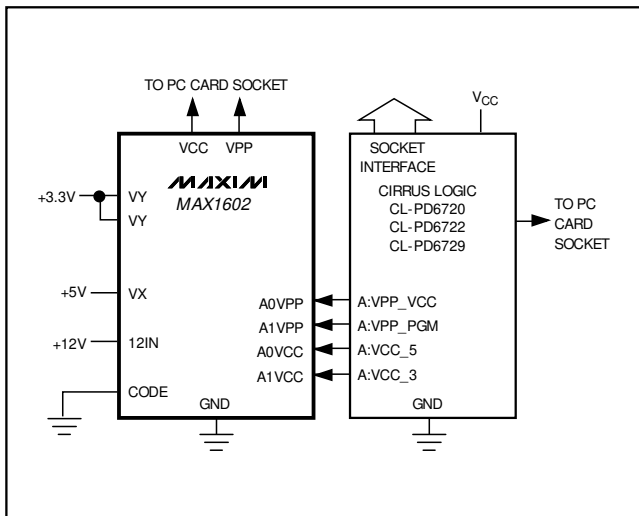 TO PC CARD SOCKET
VCC VPP
MAXIM
MAX1602
+3.3V VY
VY
+5V VX
+12V 12IN
CODE
GND
A0VPP
A1VPP
A0VCC
A1VCC
VCC
SOCKET
INTERFACE
CIRRUS LOGIC
CL-PD6720
CL-PD6722
CL-PD6729
A:VPP_VCC
A:VPP_PGM
A:VCC_5
A:VCC_3
GND
TO PC
CARD
SOCKET